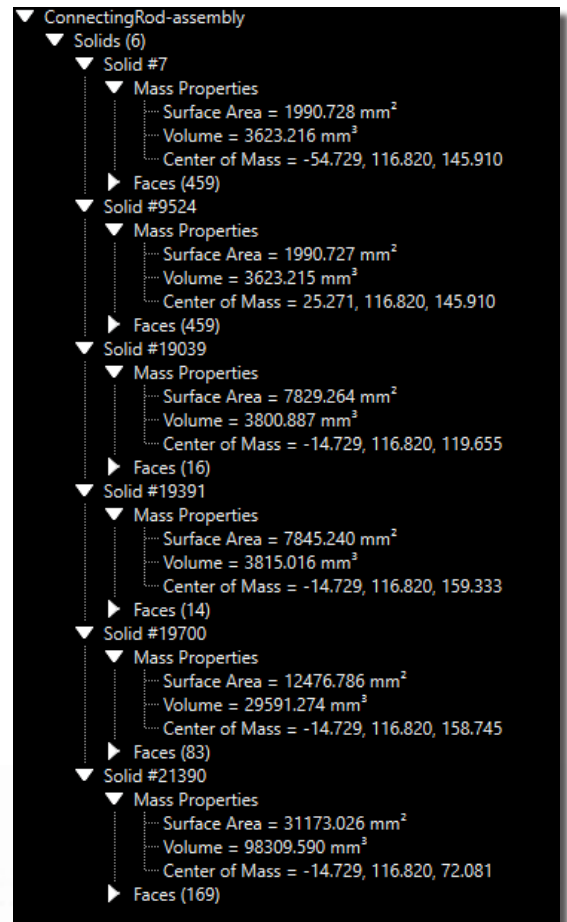 ConnectingRod-assembly
Solids (6)
Solid #7
Mass Properties
Surface Area = 1990.728 mm²
Volume = 3623.216 mm³
Center of Mass = -54.729, 116.820, 145.910
Faces (459)
Solid #9524
Mass Properties
Surface Area = 1990.727 mm²
Volume = 3623.215 mm³
Center of Mass = 25.271, 116.820, 145.910
Faces (459)
Solid #19039
Mass Properties
Surface Area = 7829.264 mm²
Volume = 3800.887 mm³
Center of Mass = -14.729, 116.820, 119.655
Faces (16)
Solid #19391
Mass Properties
Surface Area = 7845.240 mm²
Volume = 3815.016 mm³
Center of Mass = -14.729, 116.820, 159.333
Faces (14)
Solid #19700
Mass Properties
Surface Area = 12476.786 mm²
Volume = 29591.274 mm³
Center of Mass = -14.729, 116.820, 158.745
Faces (83)
Solid #21390
Mass Properties
Surface Area = 31173.026 mm²
Volume = 98309.590 mm³
Center of Mass = -14.729, 116.820, 72.081
Faces (169)